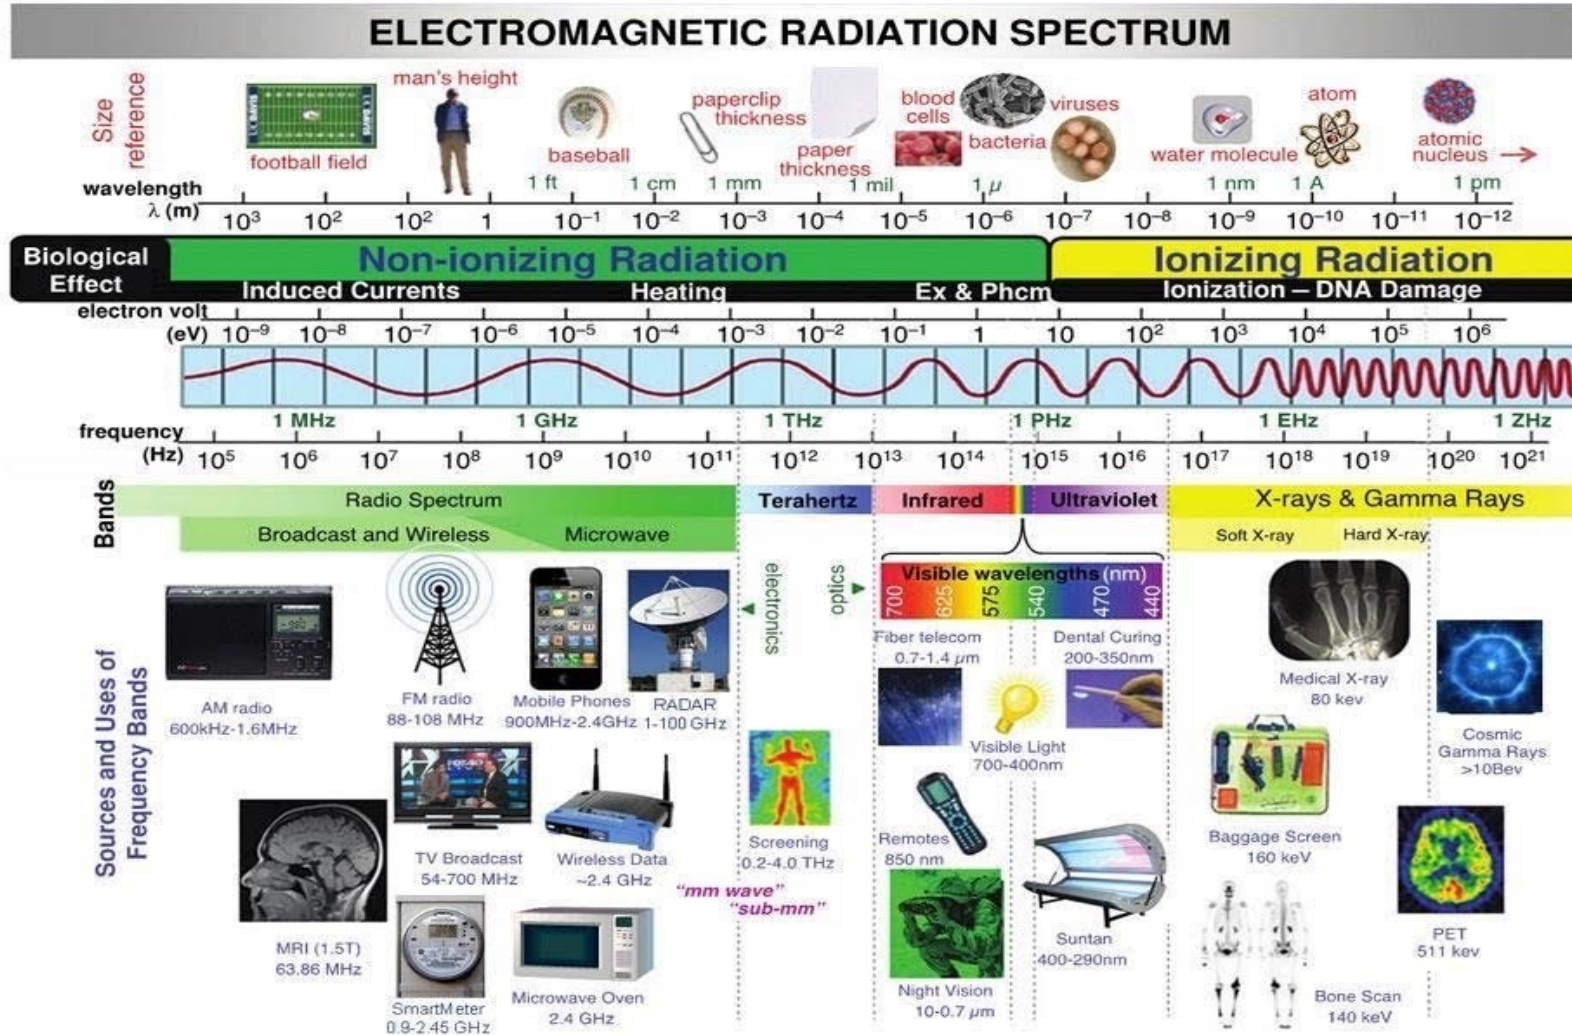 ELECTROMAGNETIC RADIATION SPECTRUM
Size
reference
football field
man's height
baseball
paperclip
thickness
paper
thickness
blood
cells
bacteria
viruses
water molecule
atom
atomic
nucleus
wavelength
λ (m)
1 ft 1 cm 1 mm 1 mil 1 µ 1 nm 1 A 1 pm
10³ 10² 10² 1 10⁻¹ 10⁻² 10⁻³ 10⁻⁴ 10⁻⁵ 10⁻⁶ 10⁻⁷ 10⁻⁸ 10⁻⁹ 10⁻¹⁰ 10⁻¹¹ 10⁻¹²
Biological
Effect
Non-ionizing Radiation Ionizing Radiation
Induced Currents Heating Ex & Phcm Ionization – DNA Damage
electron volt
(eV)
10⁻⁹ 10⁻⁸ 10⁻⁷ 10⁻⁶ 10⁻⁵ 10⁻⁴ 10⁻³ 10⁻² 10⁻¹ 1 10 10² 10³ 10⁴ 10⁵ 10⁶
1 MHz 1 GHz 1 THz 1 PHz 1 EHz 1 ZHz
frequency
(Hz)
10⁵ 10⁶ 10⁷ 10⁸ 10⁹ 10¹⁰ 10¹¹ 10¹² 10¹³ 10¹⁴ 10¹⁵ 10¹⁶ 10¹⁷ 10¹⁸ 10¹⁹ 10²⁰ 10²¹
Bands
Radio Spectrum Terahertz Infrared Ultraviolet X-rays & Gamma Rays
Broadcast and Wireless Microwave Soft X-ray Hard X-ray
electronics
optics
Visible wavelengths (nm)
700 625 575 540 470 440
Sources and Uses of
Frequency Bands
AM radio
600kHz-1.6MHz
FM radio
88-108 MHz
Mobile Phones
900MHz-2.4GHz
RADAR
1-100 GHz
Fiber telecom
0.7-1.4 µm
Dental Curing
200-350nm
Visible Light
700-400nm
Medical X-ray
80 kev
Cosmic
Gamma Rays
>10Bev
TV Broadcast
54-700 MHz
Wireless Data
~2.4 GHz
Screening
0.2-4.0 THz
"mm wave"
"sub-mm"
Remotes
850 nm
Baggage Screen
160 keV
MRI (1.5T)
63.86 MHz
SmartMeter
0.9-2.45 GHz
Microwave Oven
2.4 GHz
Night Vision
10-0.7 µm
Suntan
400-290nm
Bone Scan
140 keV
PET
511 kev